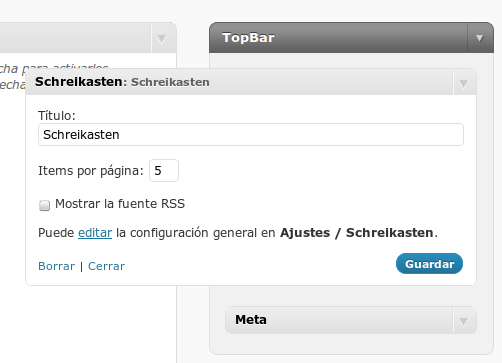 TopBar
cha para activarlos
echa
Schreikasten: Schreikasten
Título:
Schreikasten
Items por página: 5
Mostrar la fuente RSS
Puede editar la configuración general en Ajustes / Schreikasten.
Borrar | Cerrar
Guardar
Meta